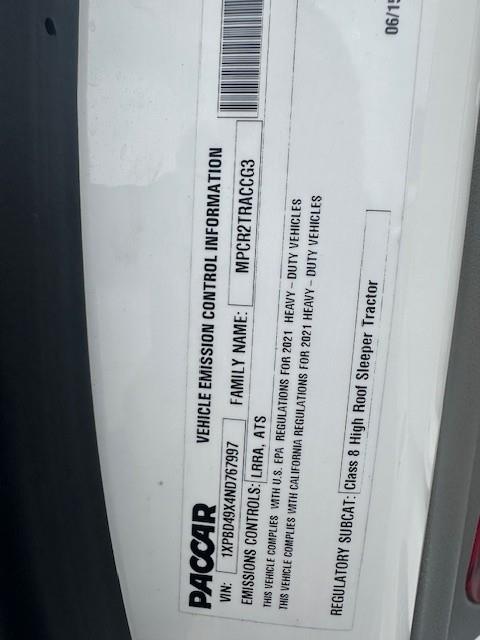 PACCAR VEHICLE EMISSION CONTROL INFORMATION
VIN: 1XPBD49X4ND767997 FAMILY NAME: MPCR2TRACCG3
EMISSIONS CONTROLS: LRRA, ATS
THIS VEHICLE COMPLIES WITH U.S. EPA REGULATIONS FOR 2021 HEAVY - DUTY VEHICLES
THIS VEHICLE COMPLIES WITH CALIFORNIA REGULATIONS FOR 2021 HEAVY - DUTY VEHICLES
REGULATORY SUBCAT: Class 8 High Roof Sleeper Tractor